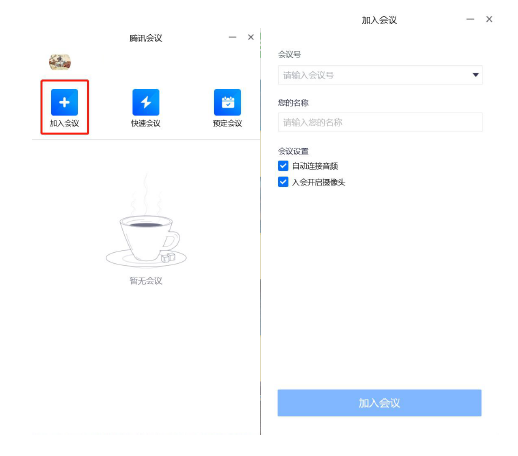 腾讯会议
加入会议
快速会议
预定会议
暂无会议
加入会议
会议号
请输入会议号
您的名称
请输入您的名称
会议设置
自动连接音频
入会开启摄像头
加入会议